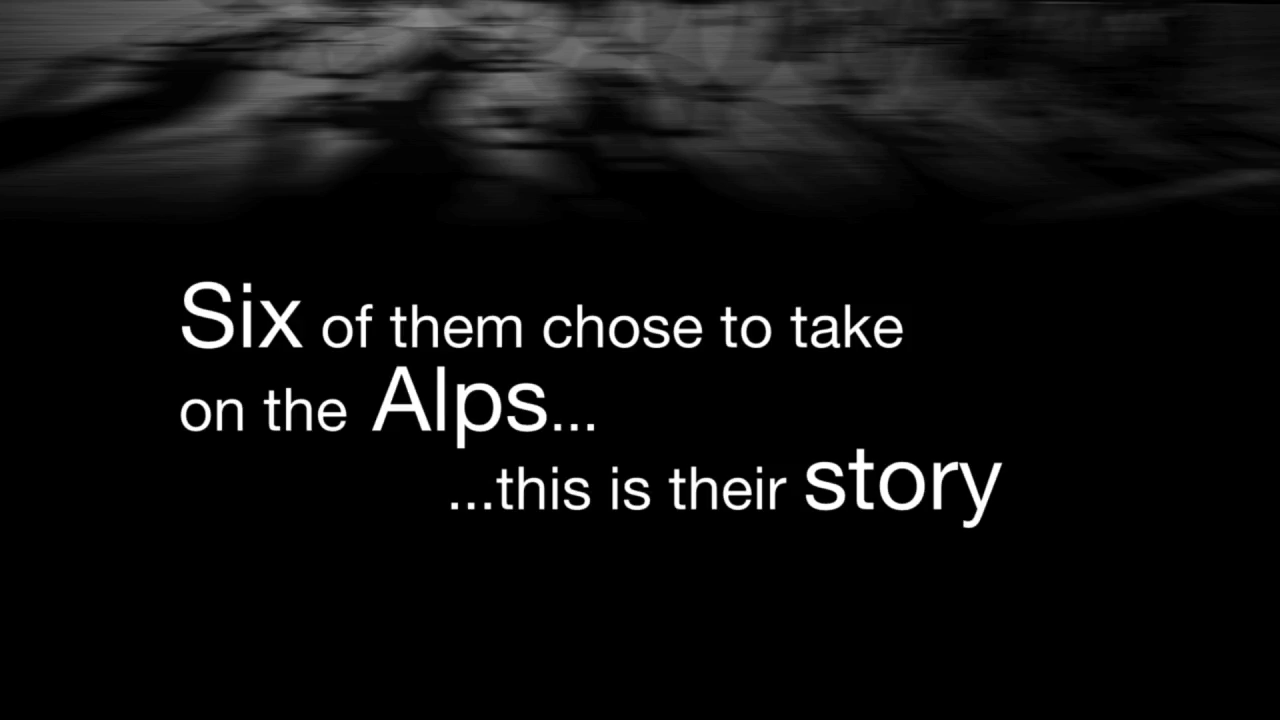 Six of them chose to take
on the Alps...
...this is their story